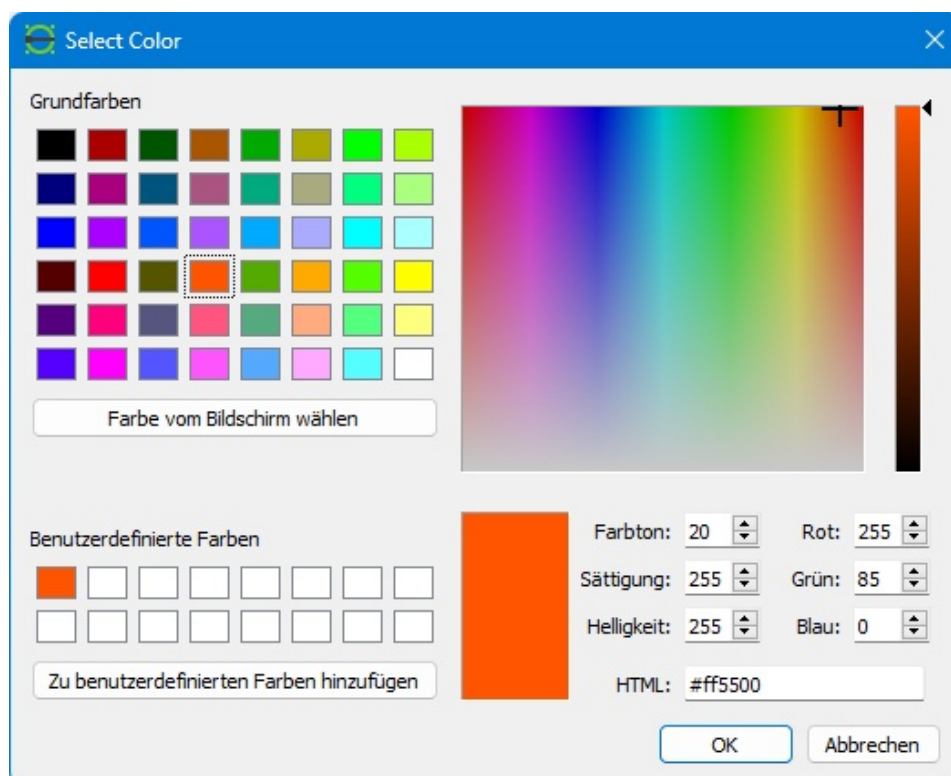 Select Color
Grundfarben
Farbe vom Bildschirm wählen
Benutzerdefinierte Farben
Zu benutzerdefinierten Farben hinzufügen
Farbton: 20 Rot: 255
Sättigung: 255 Grün: 85
Helligkeit: 255 Blau: 0
HTML: #ff5500
OK Abbrechen